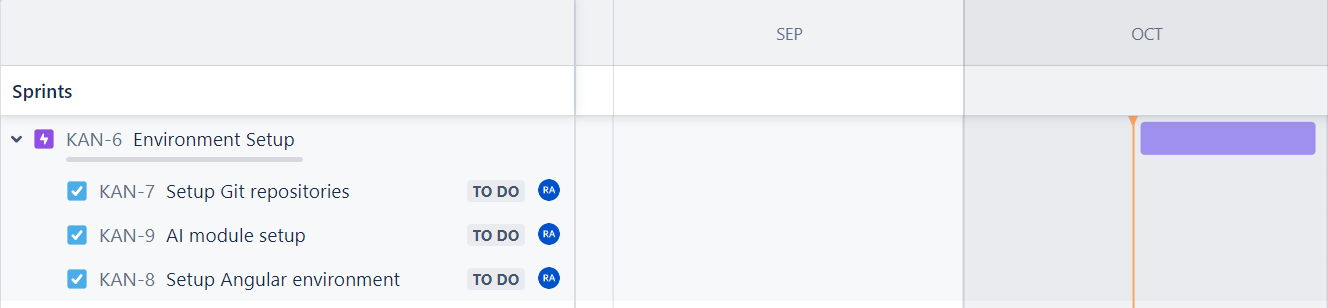 SEP OCT
Sprints
KAN-6 Environment Setup
KAN-7 Setup Git repositories TO DO RA
KAN-9 AI module setup TO DO RA
KAN-8 Setup Angular environment TO DO RA